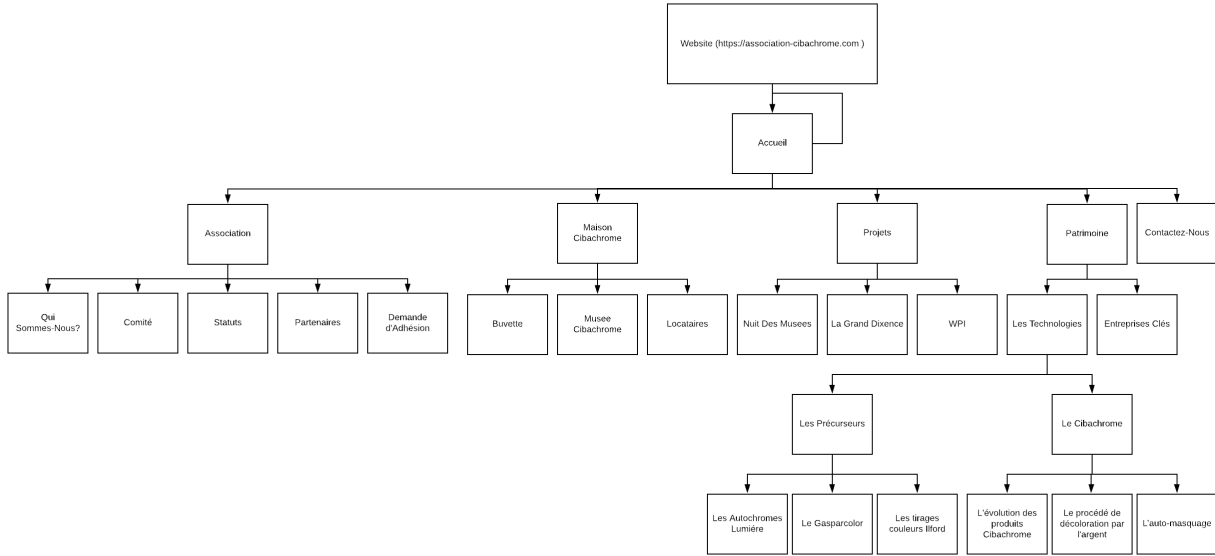 Website (https://association-cibachrome.com )
Accueil
Association
Maison
Cibachrome
Projets
Patrimoine
Contactez-Nous
Qui
Sommes-Nous?
Comité
Statuts
Partenaires
Demande
d'Adhésion
Buvette
Musee
Cibachrome
Locataires
Nuit Des Musees
La Grand Dixence
WPI
Les Technologies
Entreprises Clés
Les Précurseurs
Le Cibachrome
Les Autochromes
Lumiére
Le Gasparcolor
Les tirages
couleurs Ilford
L'évolution des
produits
Cibachrome
Le procédé de
décoloration par
l'argent
L'auto-masquage